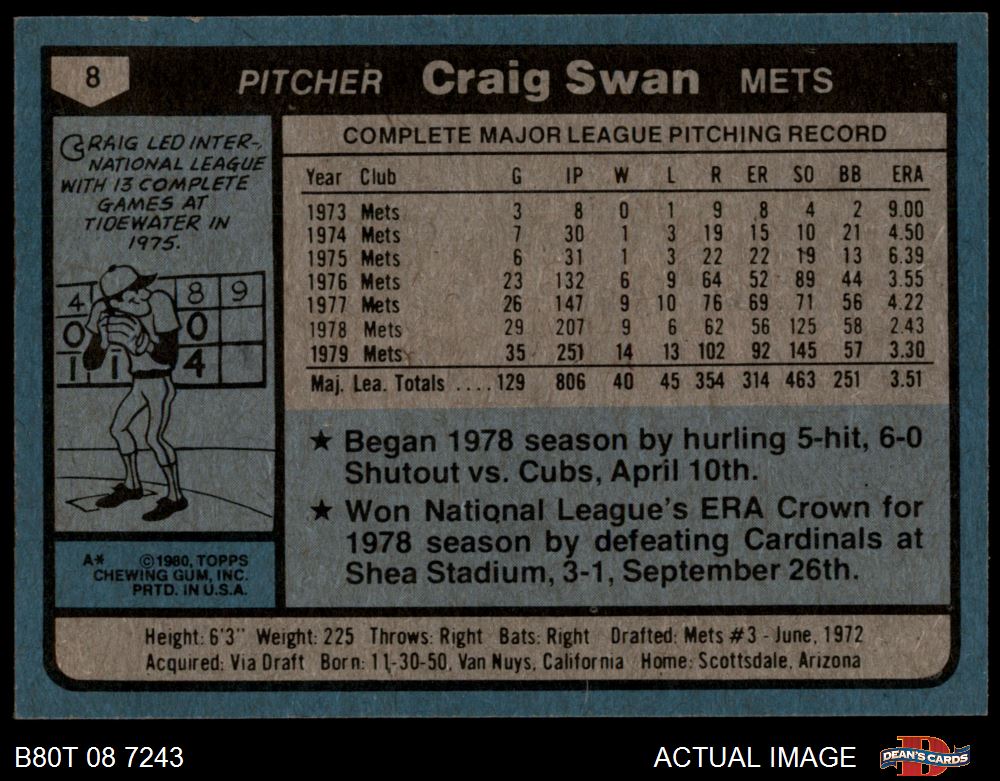 8
PITCHER Craig Swan METS
CRAIG LED INTER-
NATIONAL LEAGUE
WITH 13 COMPLETE
GAMES AT
TIDEWATER IN
1975.
4 8 9
0 0
1 1 4
A* ©1980, TOPPS
CHEWING GUM, INC.
PRTD. IN U.S.A.
COMPLETE MAJOR LEAGUE PITCHING RECORD
Year Club G IP W L R ER SO BB ERA
1973 Mets 3 8 0 1 9 8 4 2 9.00
1974 Mets 7 30 1 3 19 15 10 21 4.50
1975 Mets 6 31 1 3 22 22 19 13 6.39
1976 Mets 23 132 6 9 64 52 89 44 3.55
1977 Mets 26 147 9 10 76 69 71 56 4.22
1978 Mets 29 207 9 6 62 56 125 58 2.43
1979 Mets 35 251 14 13 102 92 145 57 3.30
Maj. Lea. Totals ....129 806 40 45 354 314 463 251 3.51
★ Began 1978 season by hurling 5-hit, 6-0
Shutout vs. Cubs, April 10th.
★ Won National League's ERA Crown for
1978 season by defeating Cardinals at
Shea Stadium, 3-1, September 26th.
Height: 6'3" Weight: 225 Throws: Right Bats: Right Drafted: Mets #3 - June, 1972
Acquired: Via Draft Born: 11-30-50, Van Nuys, California Home: Scottsdale, Arizona
B80T 08 7243 ACTUAL IMAGE DEAN'S CARDS